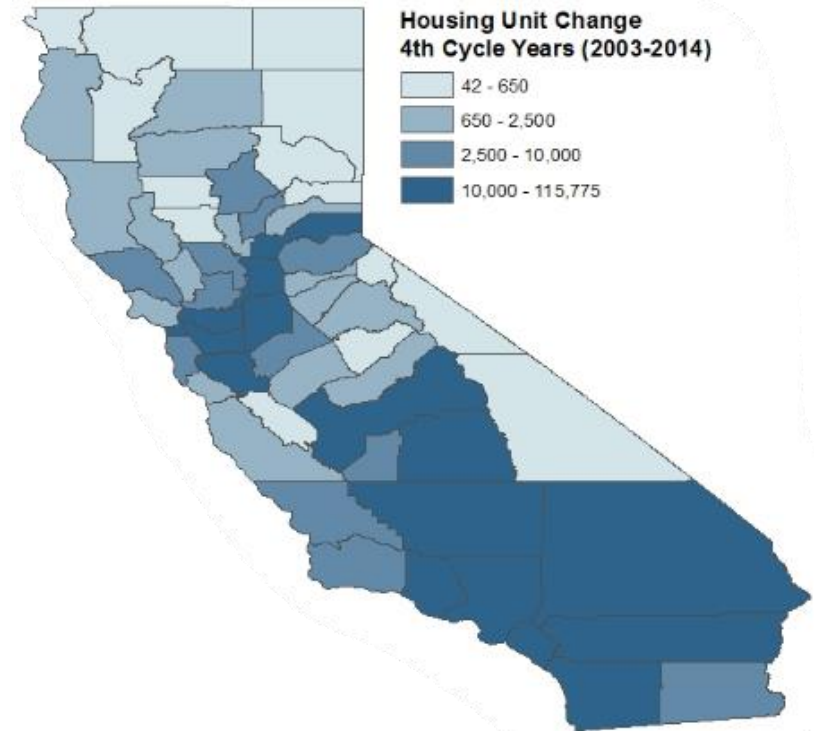 Housing Unit Change
4th Cycle Years (2003-2014)
42 - 650
650 - 2,500
2,500 - 10,000
10,000 - 115,775